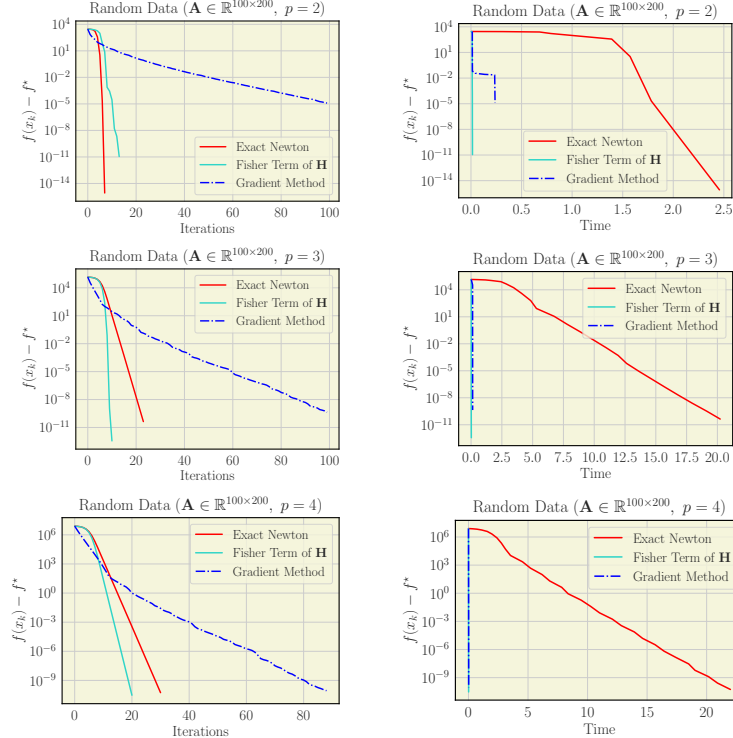 Random Data (A ∈ ℝ^{100×200}, p = 2)
10^4
10^1
10^{-2}
10^{-5}
10^{-8}
10^{-11}
10^{-14}
f(x_k) − f^⋆
Exact Newton
Fisher Term of H
Gradient Method
0 20 40 60 80 100
Iterations
Random Data (A ∈ ℝ^{100×200}, p = 2)
10^4
10^1
10^{-2}
10^{-5}
10^{-8}
10^{-11}
10^{-14}
f(x_k) − f^⋆
Exact Newton
Fisher Term of H
Gradient Method
0.0 0.5 1.0 1.5 2.0 2.5
Time
Random Data (A ∈ ℝ^{100×200}, p = 3)
10^4
10^1
10^{-2}
10^{-5}
10^{-8}
10^{-11}
f(x_k) − f^⋆
Exact Newton
Fisher Term of H
Gradient Method
0 20 40 60 80 100
Iterations
Random Data (A ∈ ℝ^{100×200}, p = 3)
10^4
10^1
10^{-2}
10^{-5}
10^{-8}
10^{-11}
f(x_k) − f^⋆
Exact Newton
Fisher Term of H
Gradient Method
0.0 2.5 5.0 7.5 10.0 12.5 15.0 17.5 20.0
Time
Random Data (A ∈ ℝ^{100×200}, p = 4)
10^6
10^3
10^0
10^{-3}
10^{-6}
10^{-9}
f(x_k) − f^⋆
Exact Newton
Fisher Term of H
Gradient Method
0 20 40 60 80
Iterations
Random Data (A ∈ ℝ^{100×200}, p = 4)
10^6
10^3
10^0
10^{-3}
10^{-6}
10^{-9}
f(x_k) − f^⋆
Exact Newton
Fisher Term of H
Gradient Method
0 5 10 15 20
Time